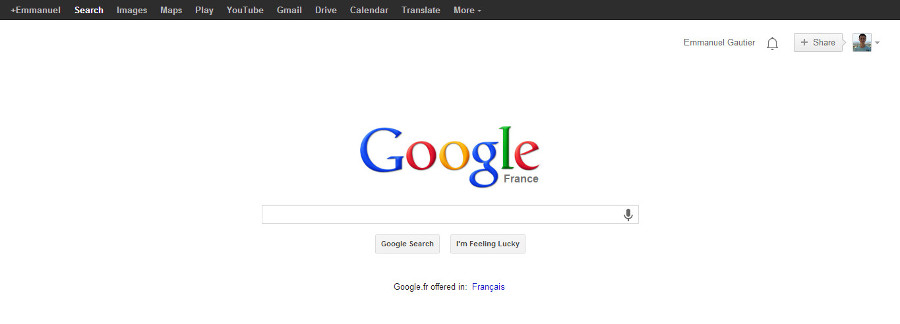 +Emmanuel Search Images Maps Play YouTube Gmail Drive Calendar Translate More
Emmanuel Gautier + Share
Google
France
Google Search I'm Feeling Lucky
Google.fr offered in: Français